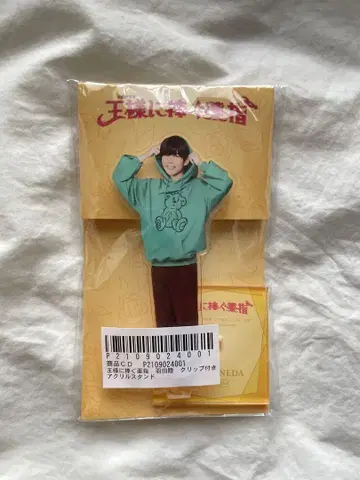 王様に捧ぐ薬指
王様に捧ぐ薬指
NEDA
P2109024001
商品CD P2109024001
王様に捧ぐ薬指 羽田陸 クリップ付き
アクリルスタンド